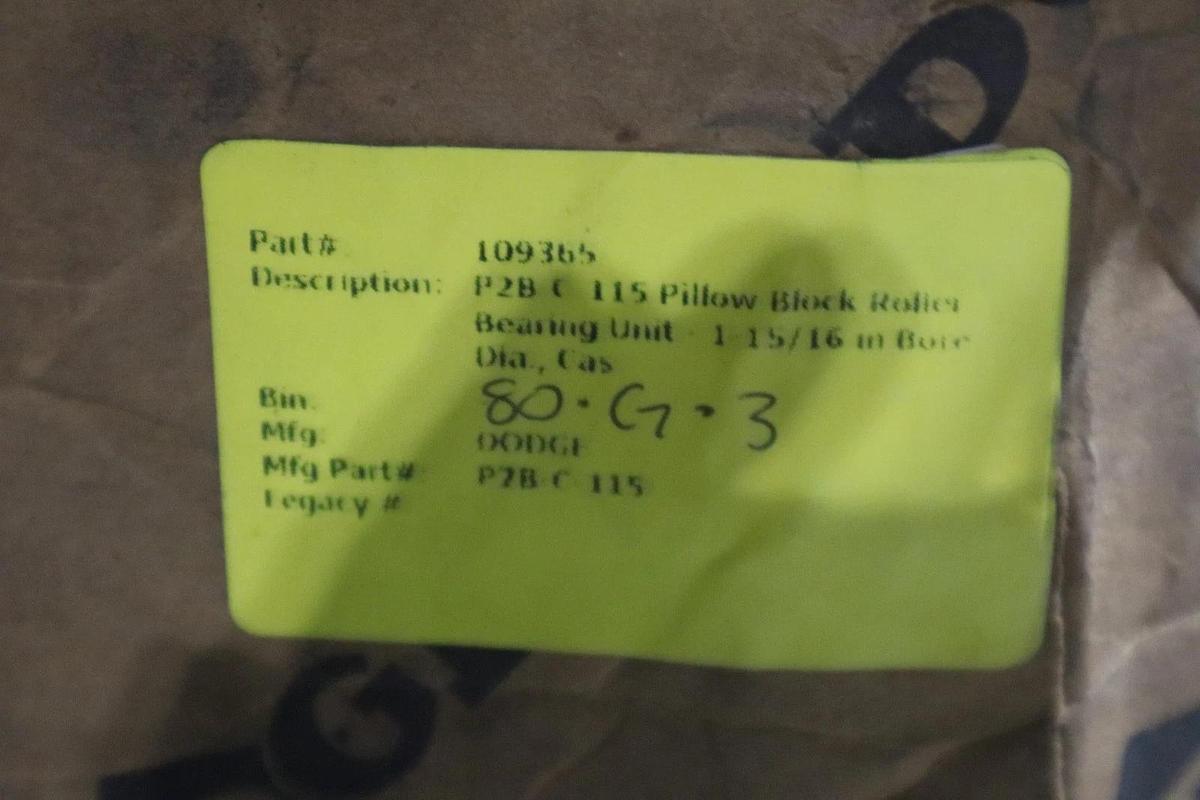 D
Part# 109365
Description: P2B-C-115 Pillow Block Roller
Bearing Unit - 1-15/16 in Bore
Dia., Cas
Bin: 80·G·3
Mfg: DODGE
Mfg Part#: P2B-C-115
Legacy #
G